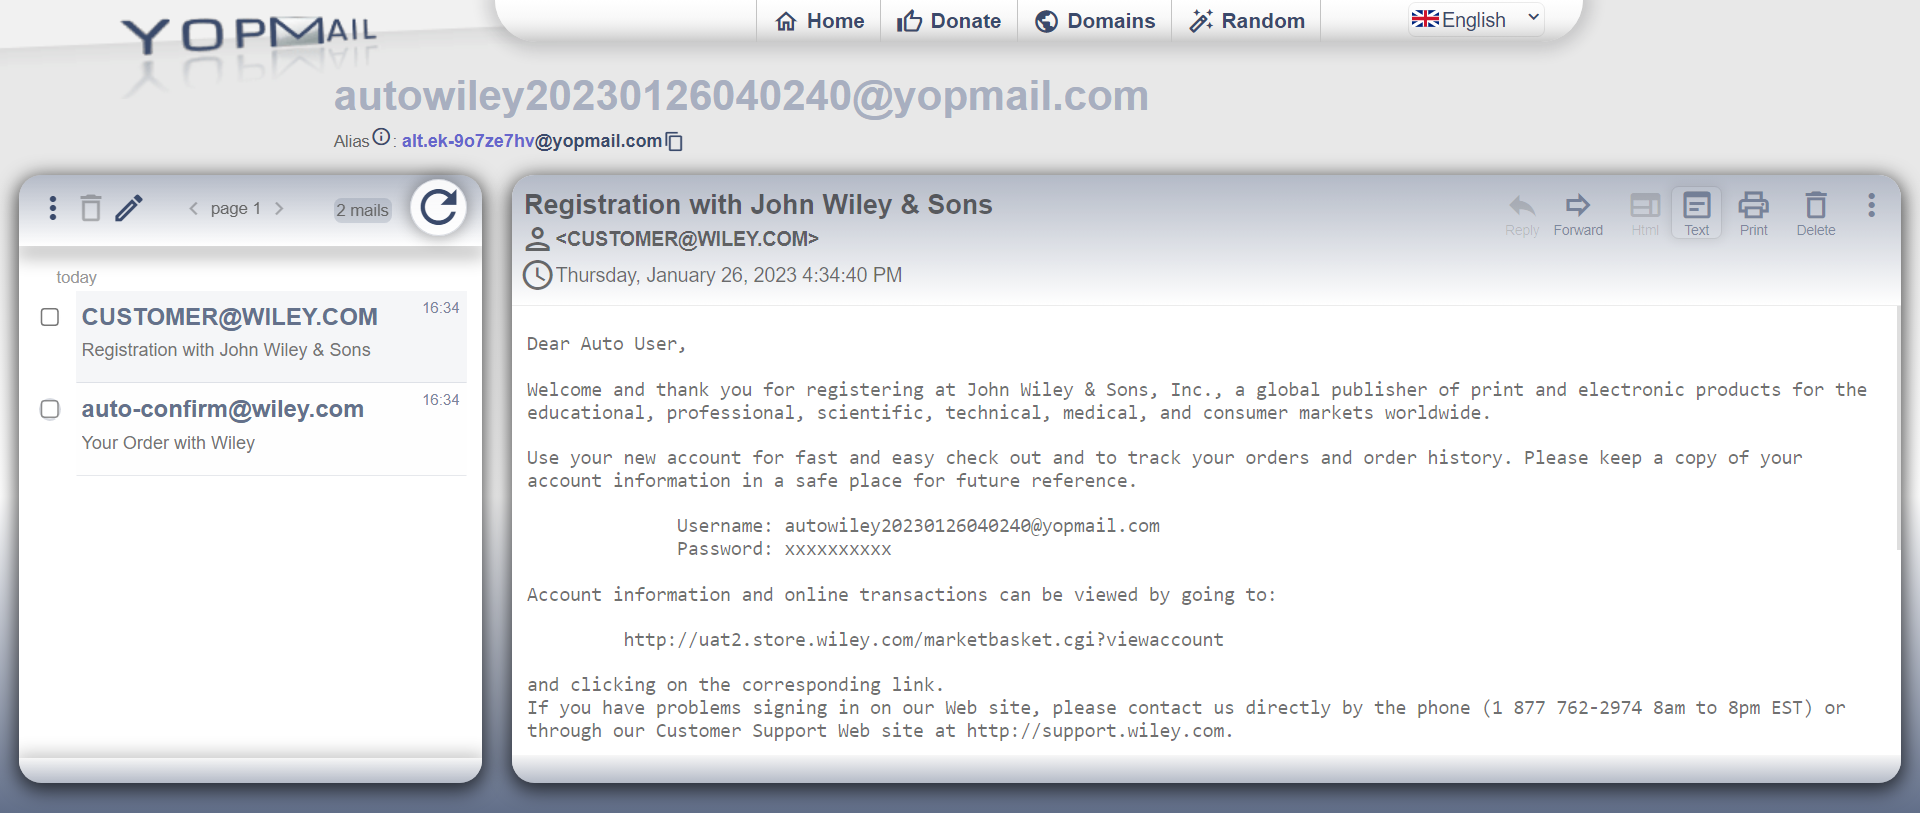 YOPMAIL
Home
Donate
Domains
Random
English
autowiley20230126040240@yopmail.com
Alias : alt.ek-9o7ze7hv@yopmail.com
page 1
2 mails
today
CUSTOMER@WILEY.COM
16:34
Registration with John Wiley & Sons
auto-confirm@wiley.com
16:34
Your Order with Wiley
Registration with John Wiley & Sons
<CUSTOMER@WILEY.COM>
Thursday, January 26, 2023 4:34:40 PM
Reply
Forward
Html
Text
Print
Delete
Dear Auto User,
Welcome and thank you for registering at John Wiley & Sons, Inc., a global publisher of print and electronic products for the
educational, professional, scientific, technical, medical, and consumer markets worldwide.
Use your new account for fast and easy check out and to track your orders and order history. Please keep a copy of your
account information in a safe place for future reference.
Username: autowiley20230126040240@yopmail.com
Password: xxxxxxxxxx
Account information and online transactions can be viewed by going to:
http://uat2.store.wiley.com/marketbasket.cgi?viewaccount
and clicking on the corresponding link.
If you have problems signing in on our Web site, please contact us directly by the phone (1 877 762-2974 8am to 8pm EST) or
through our Customer Support Web site at http://support.wiley.com.